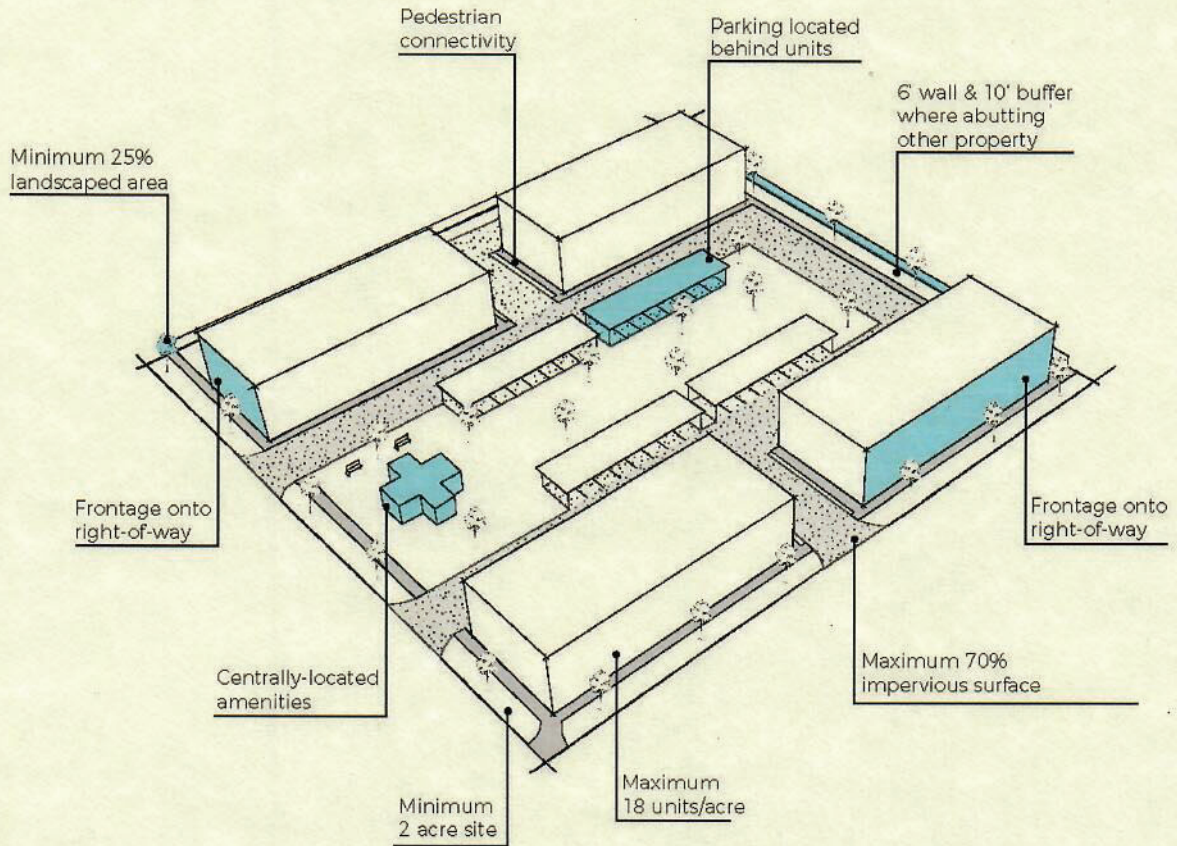 Pedestrian
connectivity
Parking located
behind units
6' wall & 10' buffer
where abutting
other property
Minimum 25%
landscaped area
Frontage onto
right-of-way
Frontage onto
right-of-way
Centrally-located
amenities
Maximum 70%
impervious surface
Minimum
2 acre site
Maximum
18 units/acre